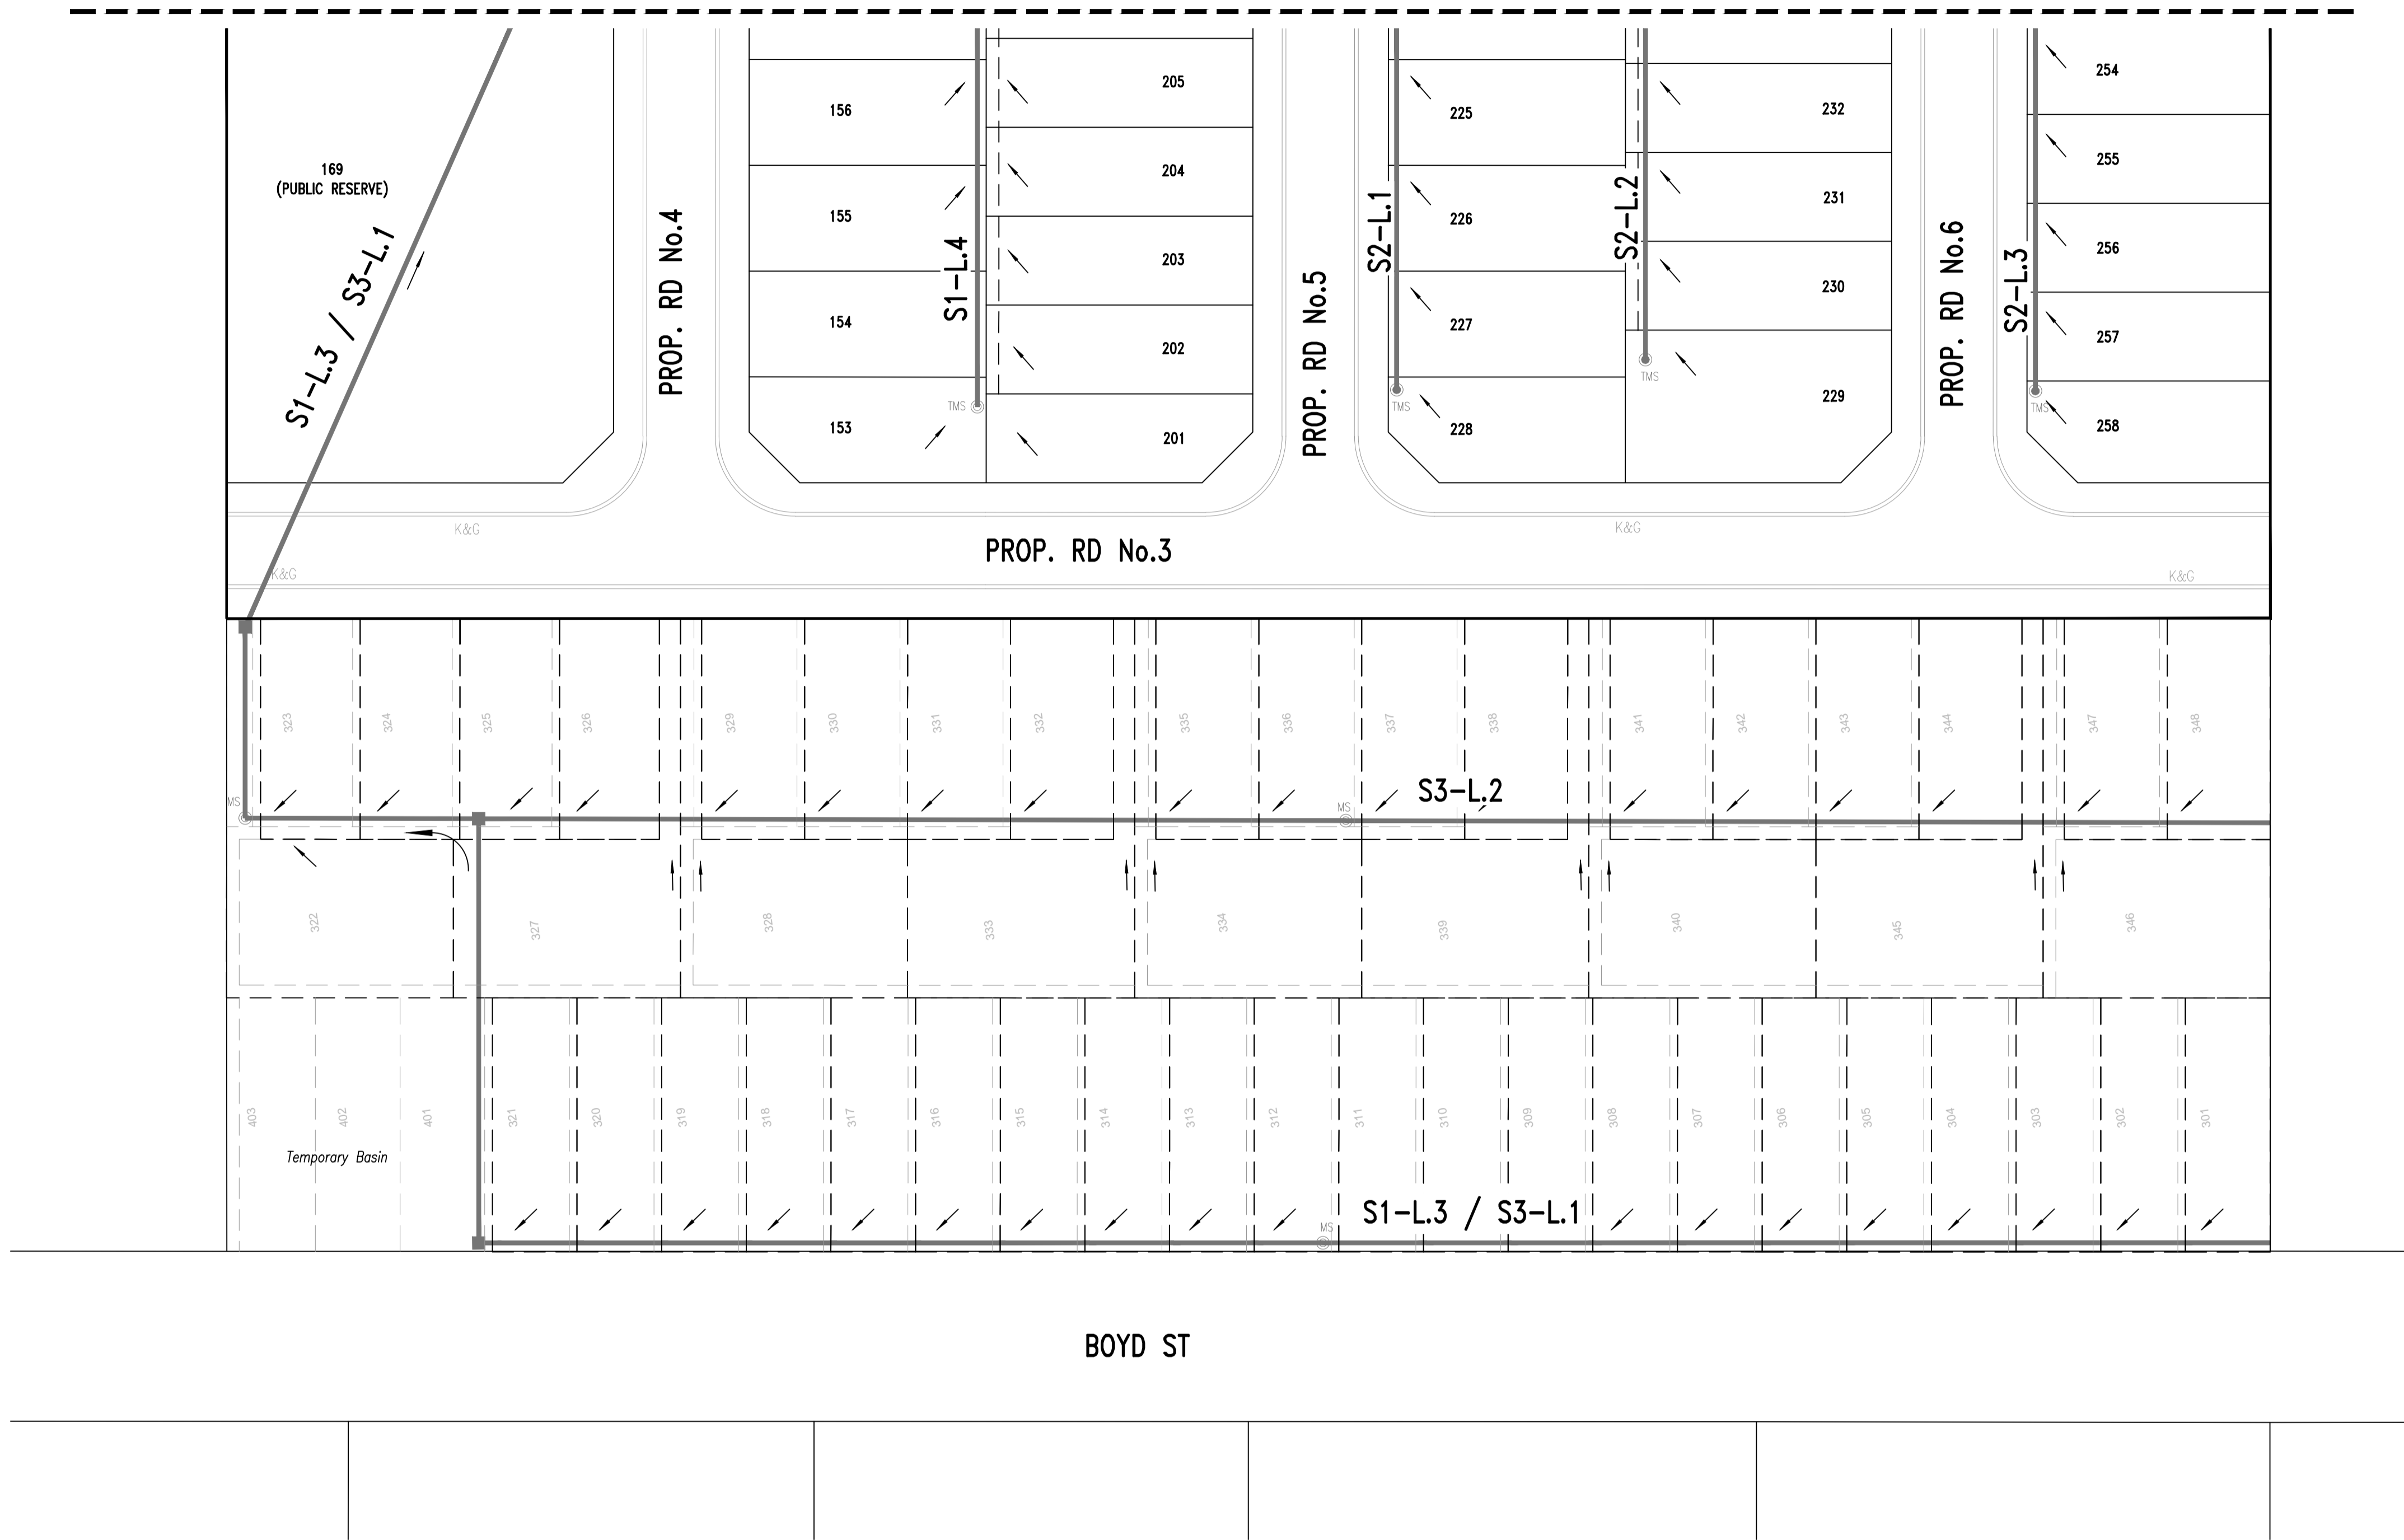 254
205
232
156
225
255
169
204
(PUBLIC RESERVE)
231
155
226
256
203
230
154
227
257
202
229
153
228
258
201
S1-L.3 / S3-L.1
PROP. RD No.4
S1-L.4
PROP. RD No.5
S2-L.1
S2-L.2
PROP. RD No.6
S2-L.3
TMS
TMS
TMS
TMS
K&G
K&G
PROP. RD No.3
K&G
K&G
323
324
325
326
329
330
331
332
335
336
337
338
341
342
343
344
347
348
S3-L.2
MS
MS
322
327
328
333
334
339
340
345
346
403
402
401
321
320
319
318
317
316
315
314
313
312
311
310
309
308
307
306
305
304
303
302
301
Temporary Basin
S1-L.3 / S3-L.1
MS
BOYD ST